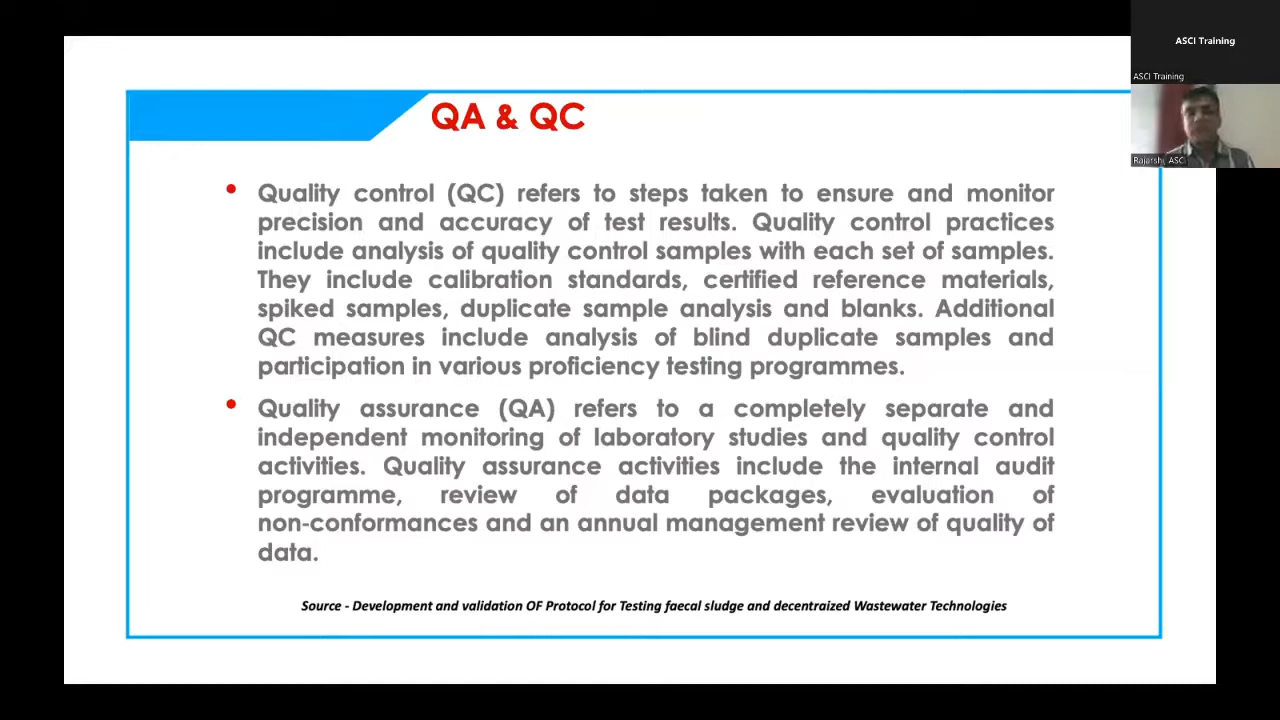 ASCI Training
ASCI Training
Rajarshi, ASCI
QA & QC
• Quality control (QC) refers to steps taken to ensure and monitor
precision and accuracy of test results. Quality control practices
include analysis of quality control samples with each set of samples.
They include calibration standards, certified reference materials,
spiked samples, duplicate sample analysis and blanks. Additional
QC measures include analysis of blind duplicate samples and
participation in various proficiency testing programmes.
• Quality assurance (QA) refers to a completely separate and
independent monitoring of laboratory studies and quality control
activities. Quality assurance activities include the internal audit
programme, review of data packages, evaluation of
non-conformances and an annual management review of quality of
data.
Source - Development and validation OF Protocol for Testing faecal sludge and decentraized Wastewater Technologies